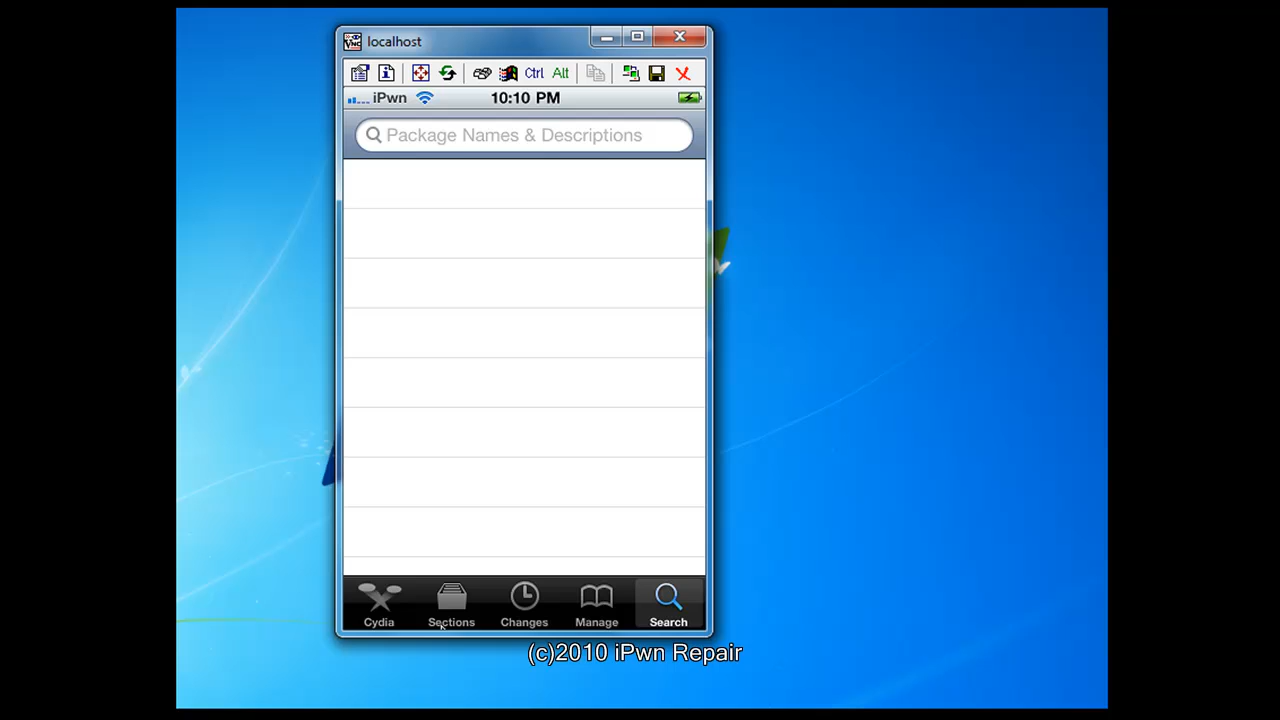 localhost
Ctrl Alt
iPwn 10:10 PM
Package Names & Descriptions
Cydia Sections Changes Manage Search
(c)2010 iPwn Repair